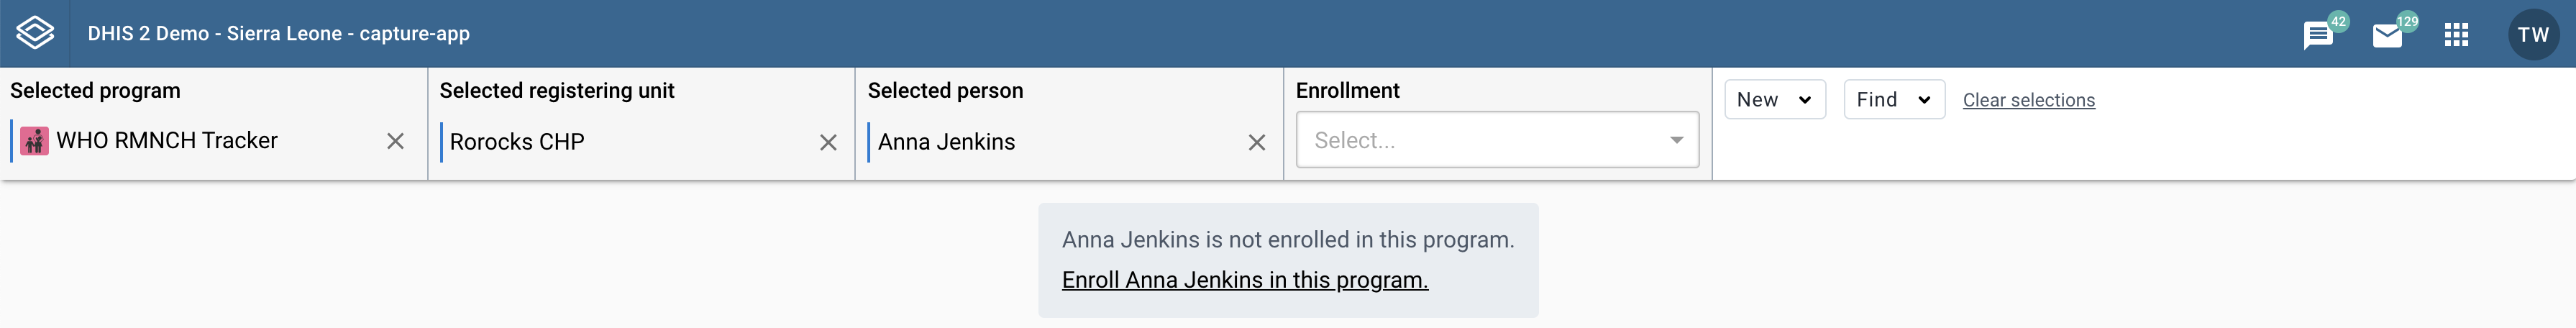 DHIS 2 Demo - Sierra Leone - capture-app
42
129
TW
Selected program
Selected registering unit
Selected person
Enrollment
New
Find
Clear selections
WHO RMNCH Tracker
Rorocks CHP
Anna Jenkins
Select...
Anna Jenkins is not enrolled in this program.
Enroll Anna Jenkins in this program.